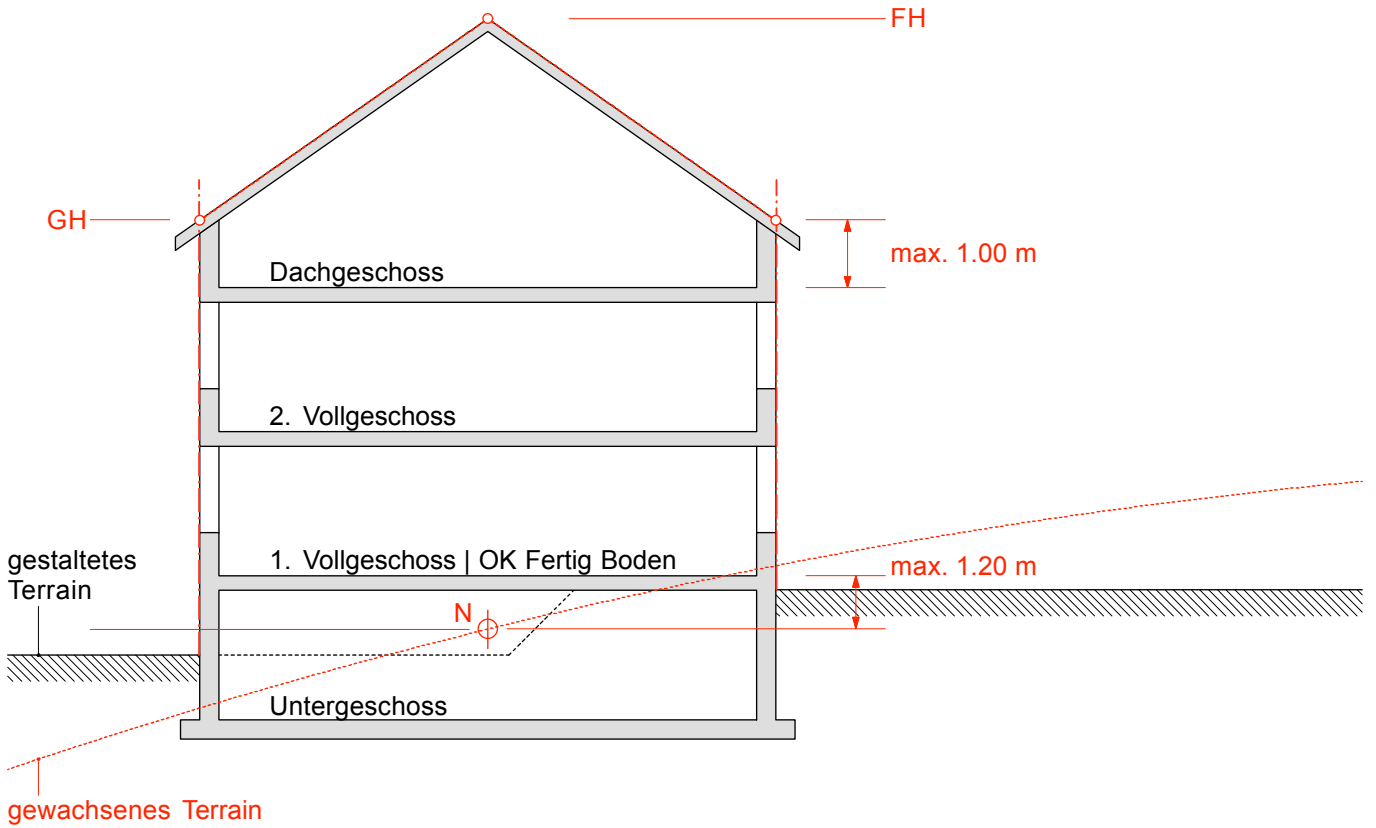 FH
GH
max. 1.00 m
Dachgeschoss
2. Vollgeschoss
gestaltetes
Terrain
1. Vollgeschoss | OK Fertig Boden
max. 1.20 m
N
Untergeschoss
gewachsenes Terrain